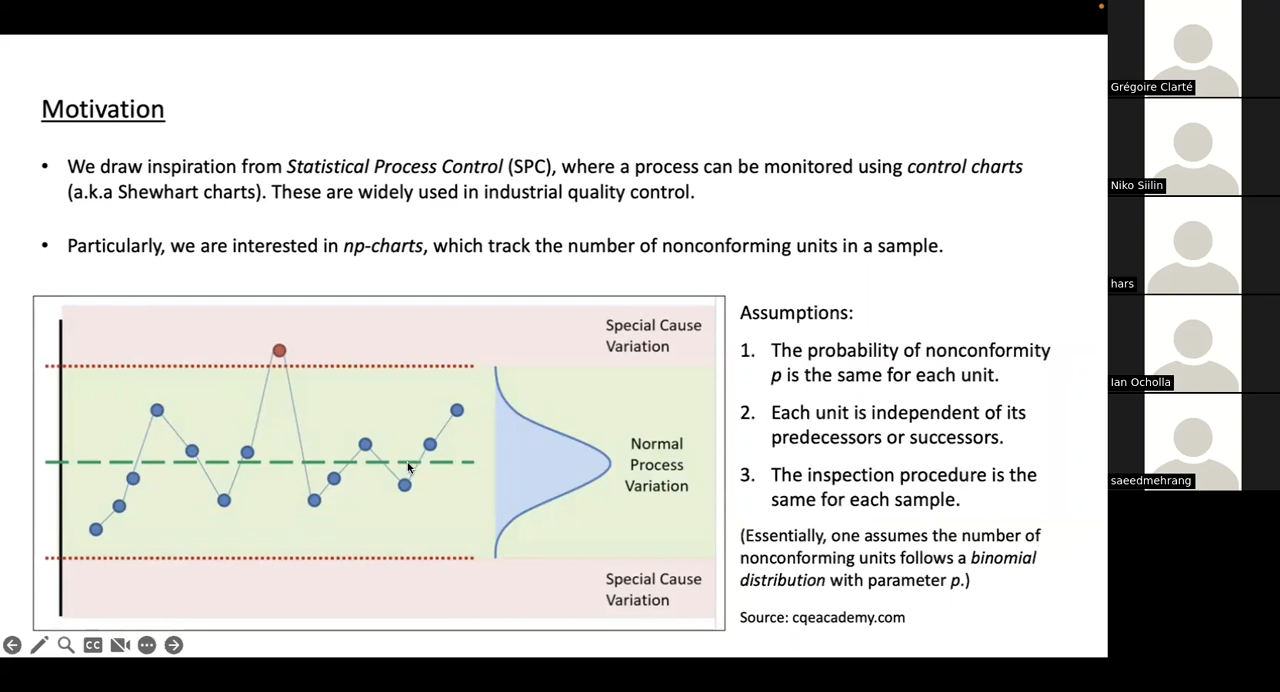 Motivation
• We draw inspiration from Statistical Process Control (SPC), where a process can be monitored using control charts
(a.k.a Shewhart charts). These are widely used in industrial quality control.
• Particularly, we are interested in np-charts, which track the number of nonconforming units in a sample.
Special Cause
Variation
Normal
Process
Variation
Special Cause
Variation
Assumptions:
1. The probability of nonconformity
p is the same for each unit.
2. Each unit is independent of its
predecessors or successors.
3. The inspection procedure is the
same for each sample.
(Essentially, one assumes the number of
nonconforming units follows a binomial
distribution with parameter p.)
Source: cqeacademy.com
CC
Grégoire Clarté
Niko Siilin
hars
Ian Ocholla
saeedmehrang